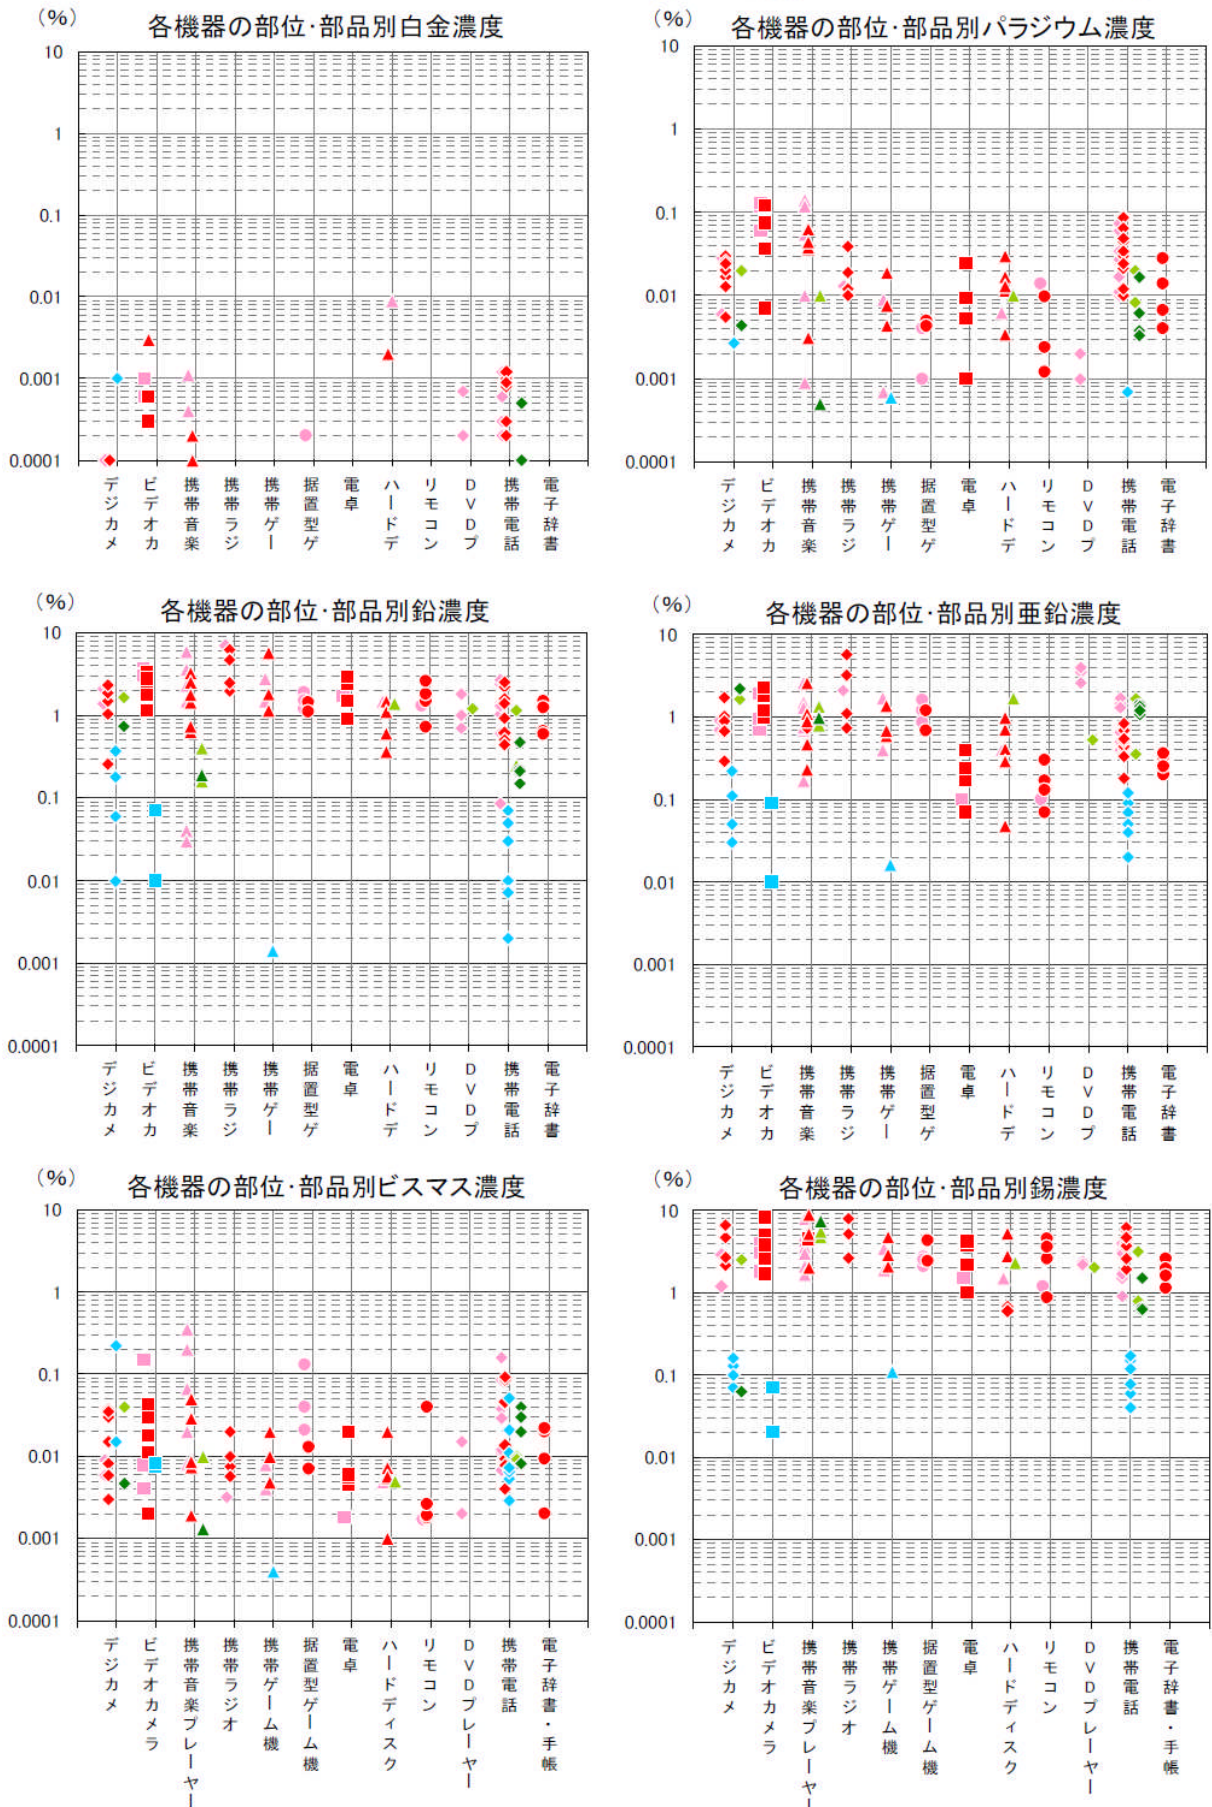 (%)
各機器の部位・部品別白金濃度
10
1
0.1
0.01
0.001
0.0001
デジカメ
ビデオカ
携帯音楽
携帯ラジ
携帯ゲー
据置型ゲ
電卓
ハードデ
リモコン
DVDプ
携帯電話
電子辞書
(%)
各機器の部位・部品別パラジウム濃度
10
1
0.1
0.01
0.001
0.0001
デジカメ
ビデオカ
携帯音楽
携帯ラジ
携帯ゲー
据置型ゲ
電卓
ハードデ
リモコン
DVDプ
携帯電話
電子辞書
(%)
各機器の部位・部品別鉛濃度
10
1
0.1
0.01
0.001
0.0001
デジカメ
ビデオカ
携帯音楽
携帯ラジ
携帯ゲー
据置型ゲ
電卓
ハードデ
リモコン
DVDプ
携帯電話
電子辞書
(%)
各機器の部位・部品別亜鉛濃度
10
1
0.1
0.01
0.001
0.0001
デジカメ
ビデオカ
携帯音楽
携帯ラジ
携帯ゲー
据置型ゲ
電卓
ハードデ
リモコン
DVDプ
携帯電話
電子辞書
(%)
各機器の部位・部品別ビスマス濃度
10
1
0.1
0.01
0.001
0.0001
デジカメ
ビデオカメラ
携帯音楽プレーヤー
携帯ラジオ
携帯ゲーム機
据置型ゲーム機
電卓
ハードディスク
リモコン
DVDプレーヤー
携帯電話
電子辞書・手帳
(%)
各機器の部位・部品別錫濃度
10
1
0.1
0.01
0.001
0.0001
デジカメ
ビデオカメラ
携帯音楽プレーヤー
携帯ラジオ
携帯ゲーム機
据置型ゲーム機
電卓
ハードディスク
リモコン
DVDプレーヤー
携帯電話
電子辞書・手帳